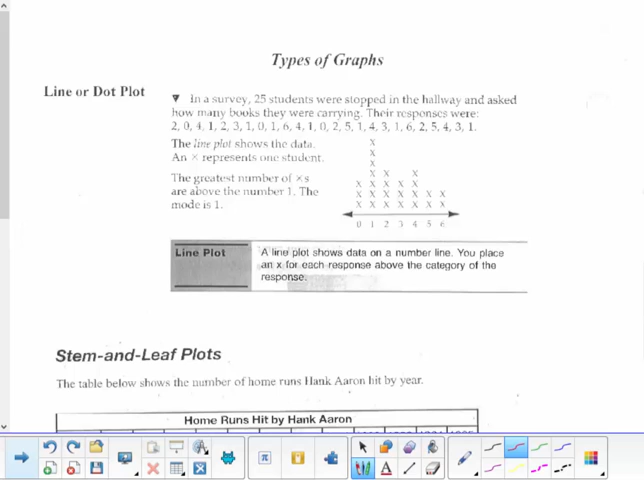 Types of Graphs
Line or Dot Plot
▼ In a survey, 25 students were stopped in the hallway and asked
how many books they were carrying. Their responses were:
2, 0, 4, 1, 2, 3, 1, 0, 1, 6, 4, 1, 0, 2, 5, 1, 4, 3, 1, 6, 2, 5, 4, 3, 1.
The line plot shows the data.
An × represents one student.
The greatest number of ×s
are above the number 1. The
mode is 1.
X
X
X
X X X
X X X X X
X X X X X X X
X X X X X X X
0 1 2 3 4 5 6
Line Plot
A line plot shows data on a number line. You place
an x for each response above the category of the
response.
Stem-and-Leaf Plots
The table below shows the number of home runs Hank Aaron hit by year.
Home Runs Hit by Hank Aaron
π
A